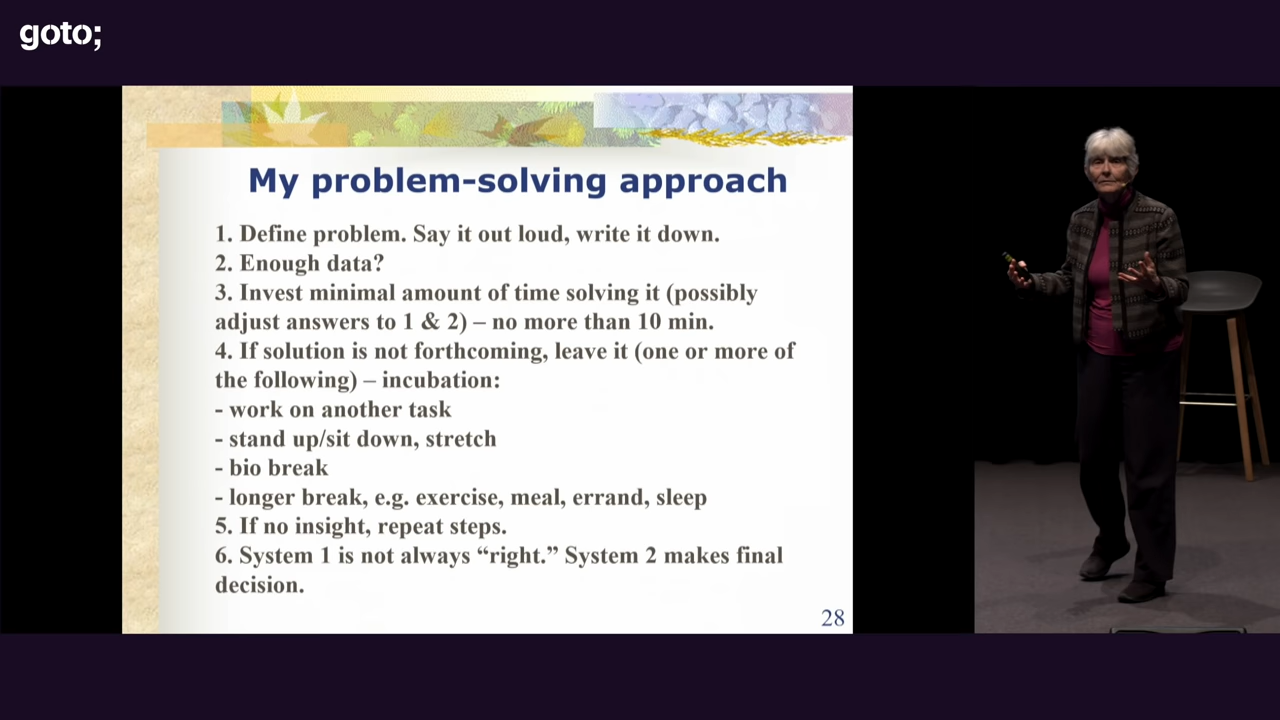 goto;
My problem-solving approach
1. Define problem. Say it out loud, write it down.
2. Enough data?
3. Invest minimal amount of time solving it (possibly
adjust answers to 1 & 2) – no more than 10 min.
4. If solution is not forthcoming, leave it (one or more of
the following) – incubation:
- work on another task
- stand up/sit down, stretch
- bio break
- longer break, e.g. exercise, meal, errand, sleep
5. If no insight, repeat steps.
6. System 1 is not always “right.” System 2 makes final
decision.
28